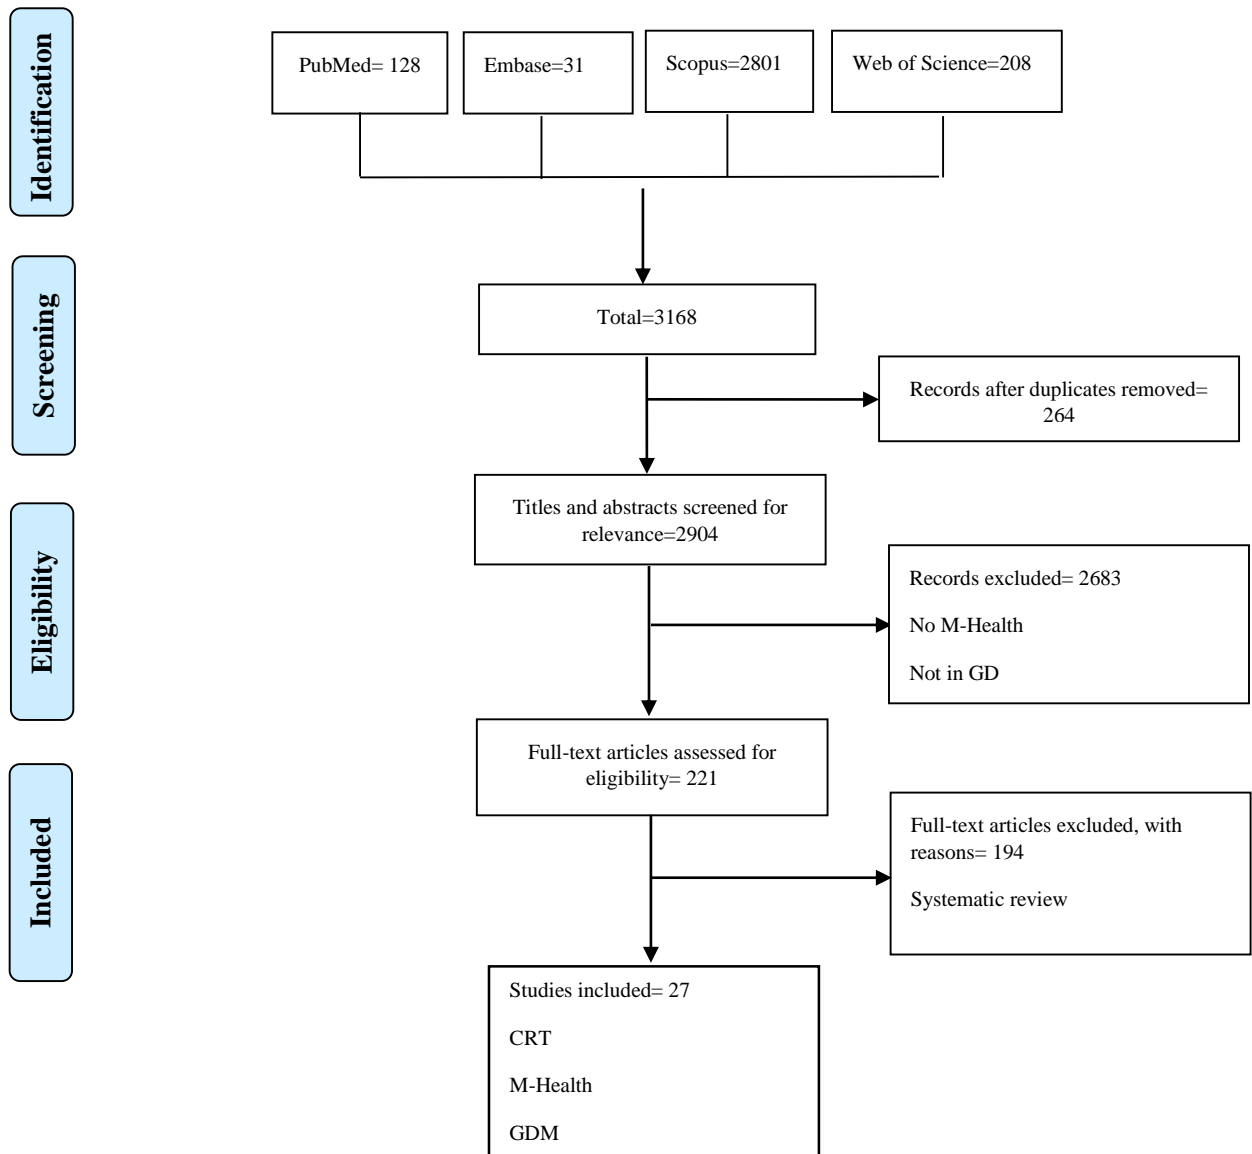 Identification
PubMed= 128
Embase=31
Scopus=2801
Web of Science=208
Screening
Total=3168
Records after duplicates removed=
264
Eligibility
Titles and abstracts screened for
relevance=2904
Records excluded= 2683
No M-Health
Not in GD
Included
Full-text articles assessed for
eligibility= 221
Full-text articles excluded, with
reasons= 194
Systematic review
Studies included= 27
CRT
M-Health
GDM